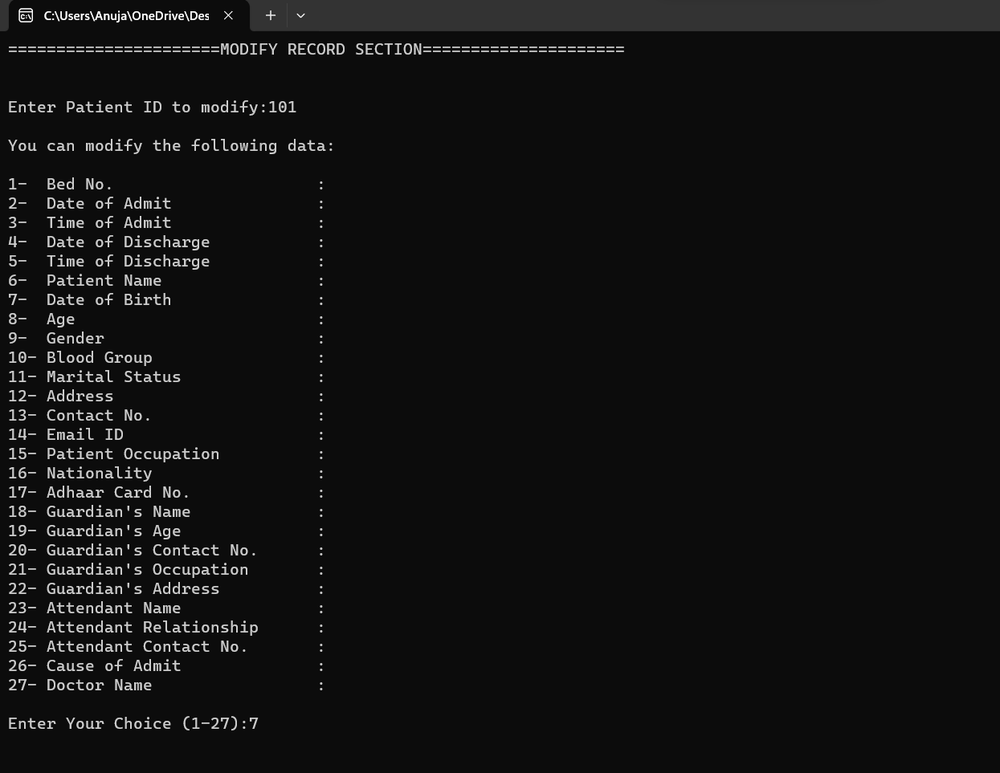 C:\Users\Anuja\OneDrive\Des
======================MODIFY RECORD SECTION=====================
Enter Patient ID to modify:101
You can modify the following data:
1-  Bed No.                     :
2-  Date of Admit               :
3-  Time of Admit               :
4-  Date of Discharge           :
5-  Time of Discharge           :
6-  Patient Name                :
7-  Date of Birth               :
8-  Age                         :
9-  Gender                      :
10- Blood Group                 :
11- Marital Status              :
12- Address                     :
13- Contact No.                 :
14- Email ID                    :
15- Patient Occupation          :
16- Nationality                 :
17- Adhaar Card No.             :
18- Guardian's Name             :
19- Guardian's Age              :
20- Guardian's Contact No.      :
21- Guardian's Occupation       :
22- Guardian's Address          :
23- Attendant Name              :
24- Attendant Relationship      :
25- Attendant Contact No.       :
26- Cause of Admit              :
27- Doctor Name                 :
Enter Your Choice (1-27):7